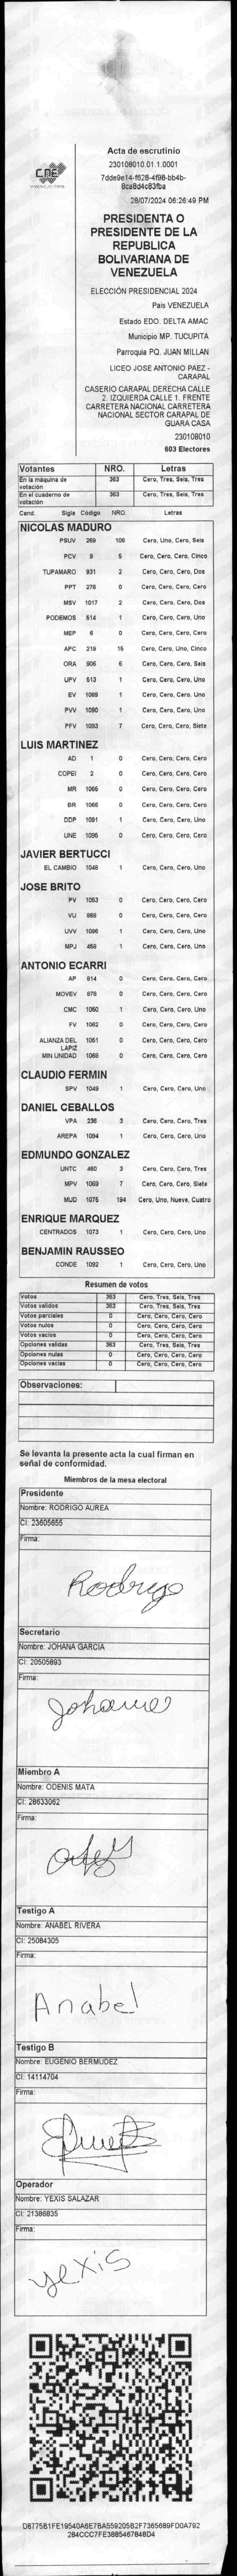 CNE
Acta de escrutinio
230108010.01.1.0001
7dde9e14-f628-4f98-bb4b-
8ca8d4c83fba
28/07/2024 06:26:49 PM
PRESIDENTA O
PRESIDENTE DE LA
REPUBLICA
BOLIVARIANA DE
VENEZUELA
ELECCIÓN PRESIDENCIAL 2024
Pais VENEZUELA
Estado EDO. DELTA AMAC
Municipio MP. TUCUPITA
Parroquia PQ. JUAN MILLAN
LICEO JOSE ANTONIO PAEZ -
CARAPAL
CASERIO CARAPAL DERECHA CALLE
2. IZQUIERDA CALLE 1. FRENTE
CARRETERA NACIONAL CARRETERA
NACIONAL SECTOR CARAPAL DE
GUARA CASA
230108010
603 Electores
Votantes NRO. Letras
En la máquina de votación 363 Cero, Tres, Seis, Tres
En el cuaderno de votación 363 Cero, Tres, Seis, Tres
Cand. Sigla Código NRO. Letras
NICOLAS MADURO
PSUV 269 106 Cero, Uno, Cero, Seis
PCV 9 5 Cero, Cero, Cero, Cinco
TUPAMARO 931 2 Cero, Cero, Cero, Dos
PPT 276 0 Cero, Cero, Cero, Cero
MSV 1017 2 Cero, Cero, Cero, Dos
PODEMOS 514 1 Cero, Cero, Cero, Uno
MEP 6 0 Cero, Cero, Cero, Cero
APC 219 15 Cero, Cero, Uno, Cinco
ORA 906 6 Cero, Cero, Cero, Seis
UPV 513 1 Cero, Cero, Cero, Uno
EV 1089 1 Cero, Cero, Cero, Uno
PVV 1090 1 Cero, Cero, Cero, Uno
PFV 1093 7 Cero, Cero, Cero, Siete
LUIS MARTINEZ
AD 1 0 Cero, Cero, Cero, Cero
COPEI 2 0 Cero, Cero, Cero, Cero
MR 1065 0 Cero, Cero, Cero, Cero
BR 1066 0 Cero, Cero, Cero, Cero
DDP 1091 1 Cero, Cero, Cero, Uno
UNE 1095 0 Cero, Cero, Cero, Cero
JAVIER BERTUCCI
EL CAMBIO 1048 1 Cero, Cero, Cero, Uno
JOSE BRITO
PV 1053 0 Cero, Cero, Cero, Cero
VU 869 0 Cero, Cero, Cero, Cero
UVV 1096 1 Cero, Cero, Cero, Uno
MPJ 458 1 Cero, Cero, Cero, Uno
ANTONIO ECARRI
AP 814 0 Cero, Cero, Cero, Cero
MOVEV 878 0 Cero, Cero, Cero, Cero
CMC 1060 1 Cero, Cero, Cero, Uno
FV 1062 0 Cero, Cero, Cero, Cero
ALIANZA DEL LAPIZ 1051 0 Cero, Cero, Cero, Cero
MIN UNIDAD 1068 0 Cero, Cero, Cero, Cero
CLAUDIO FERMIN
SPV 1049 1 Cero, Cero, Cero, Uno
DANIEL CEBALLOS
VPA 236 3 Cero, Cero, Cero, Tres
AREPA 1094 1 Cero, Cero, Cero, Uno
EDMUNDO GONZALEZ
UNTC 460 3 Cero, Cero, Cero, Tres
MPV 1069 7 Cero, Cero, Cero, Siete
MUD 1075 194 Cero, Uno, Nueve, Cuatro
ENRIQUE MARQUEZ
CENTRADOS 1073 1 Cero, Cero, Cero, Uno
BENJAMIN RAUSSEO
CONDE 1092 1 Cero, Cero, Cero, Uno
Resumen de votos
Votos 363 Cero, Tres, Seis, Tres
Votos validos 363 Cero, Tres, Seis, Tres
Votos parciales 0 Cero, Cero, Cero, Cero
Votos nulos 0 Cero, Cero, Cero, Cero
Votos vacios 0 Cero, Cero, Cero, Cero
Opciones validas 363 Cero, Tres, Seis, Tres
Opciones nulas 0 Cero, Cero, Cero, Cero
Opciones vacias 0 Cero, Cero, Cero, Cero
Observaciones:
Se levanta la presente acta la cual firman en
señal de conformidad.
Miembros de la mesa electoral
Presidente
Nombre: RODRIGO AUREA
CI: 23605655
Firma:
Rodrigo
Secretario
Nombre: JOHANA GARCIA
CI: 20505893
Firma:
Johana
Miembro A
Nombre: ODENIS MATA
CI: 28633062
Firma:
Testigo A
Nombre: ANABEL RIVERA
CI: 25084305
Firma:
Anabel
Testigo B
Nombre: EUGENIO BERMUDEZ
CI: 14114704
Firma:
Operador
Nombre: YEXIS SALAZAR
CI: 21386835
Firma:
yexis
D8775B1FE19540A6E7BA559205B2F7365689FD0A792
2B4CCC7FE3885467848D4